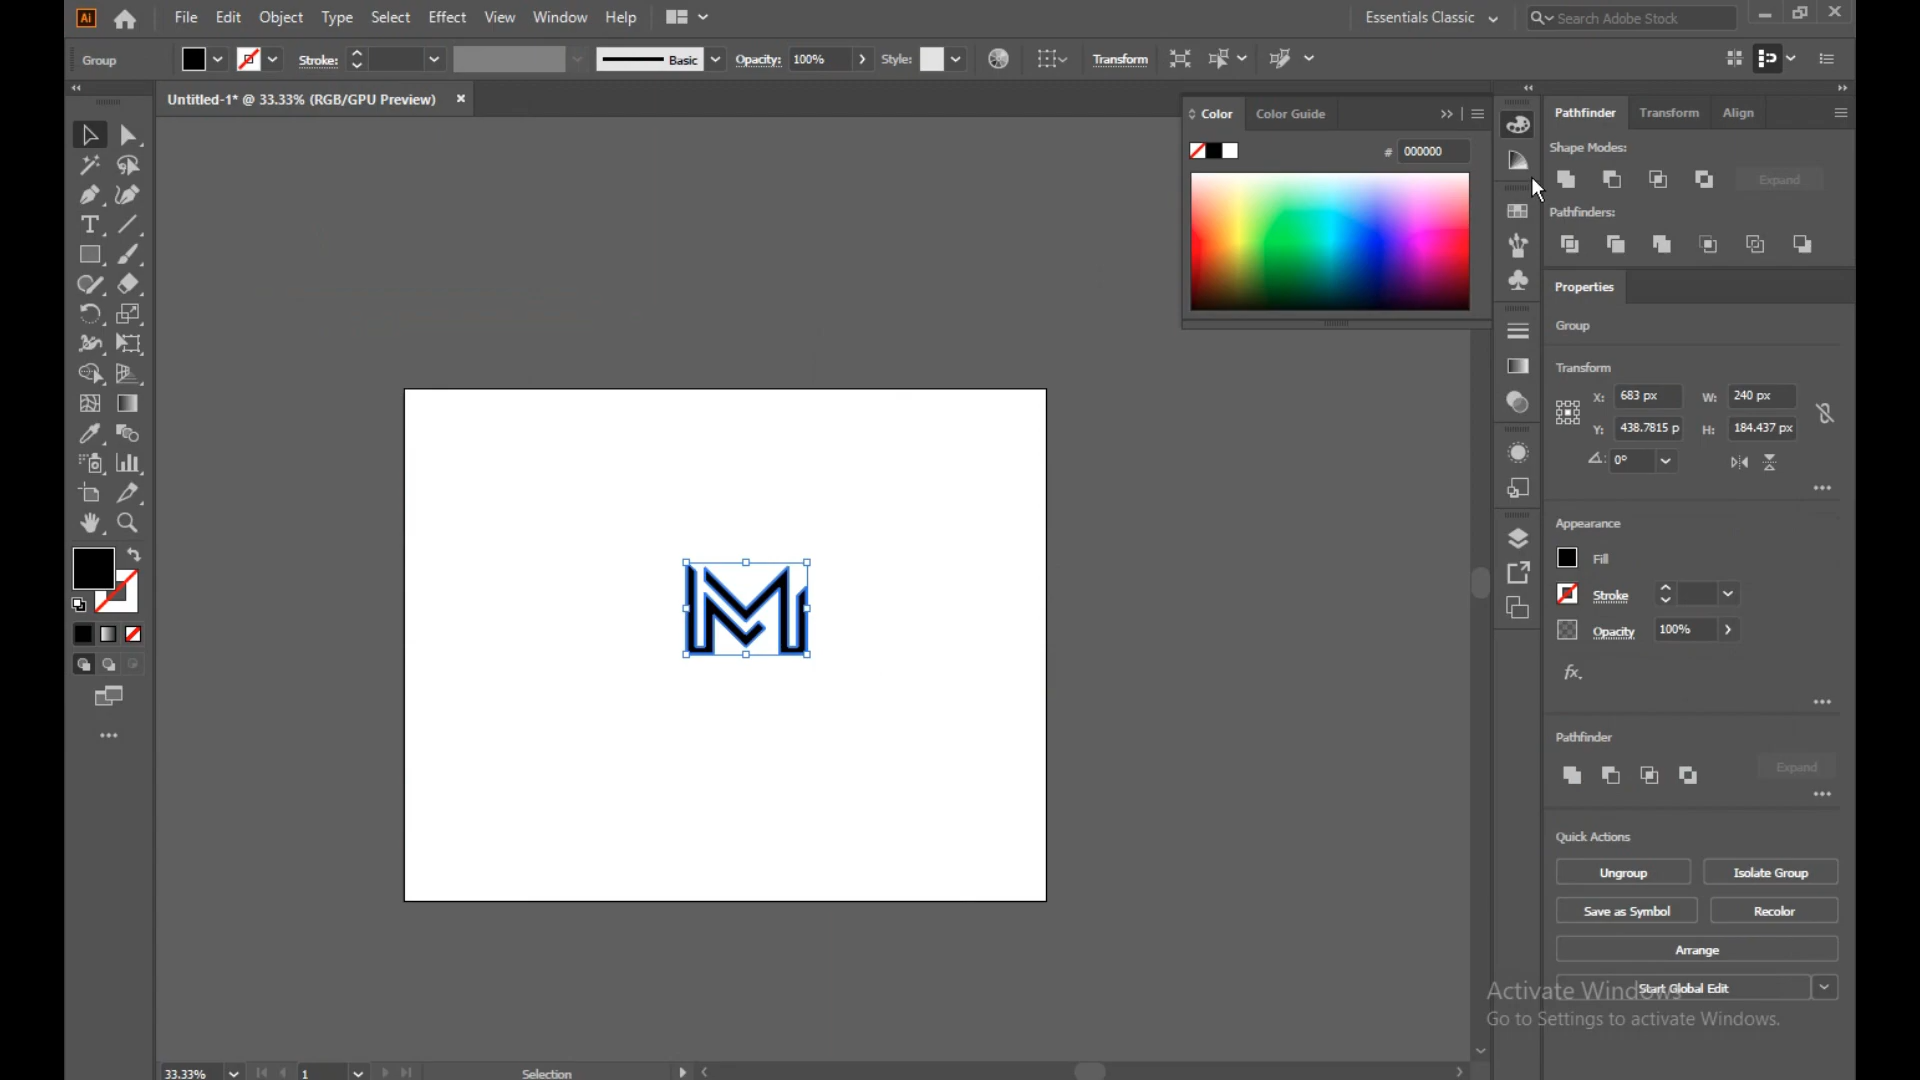 Ai File Edit Object Type Select Effect View Window Help Essentials Classic Search Adobe Stock
Group Stroke: Basic Opacity: 100% Style: Transform
Untitled-1* @ 33.33% (RGB/GPU Preview)
Color Color Guide
# 000000
Pathfinder Transform Align
Shape Modes:
Expand
Pathfinders:
Properties
Group
Transform
X: 683 px W: 240 px
Y: 438.7815 p H: 184.437 px
0°
Appearance
Fill
Stroke
Opacity 100%
fx.
Pathfinder
Expand
Quick Actions
Ungroup Isolate Group
Save as Symbol Recolor
Arrange
Start Global Edit
Activate Windows
Go to Settings to activate Windows.
M
33.33% 1 Selection